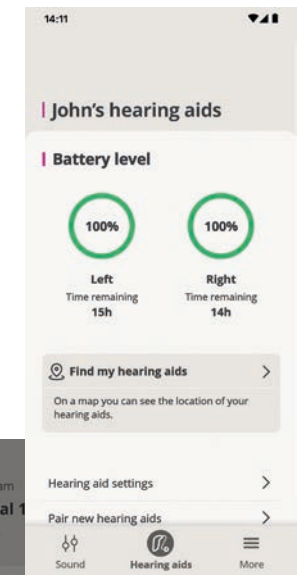 14:11
John's hearing aids
Battery level
100%
100%
Left
Right
Time remaining
Time remaining
15h
14h
Find my hearing aids
On a map you can see the location of your
hearing aids.
Hearing aid settings
Pair new hearing aids
Sound
Hearing aids
More